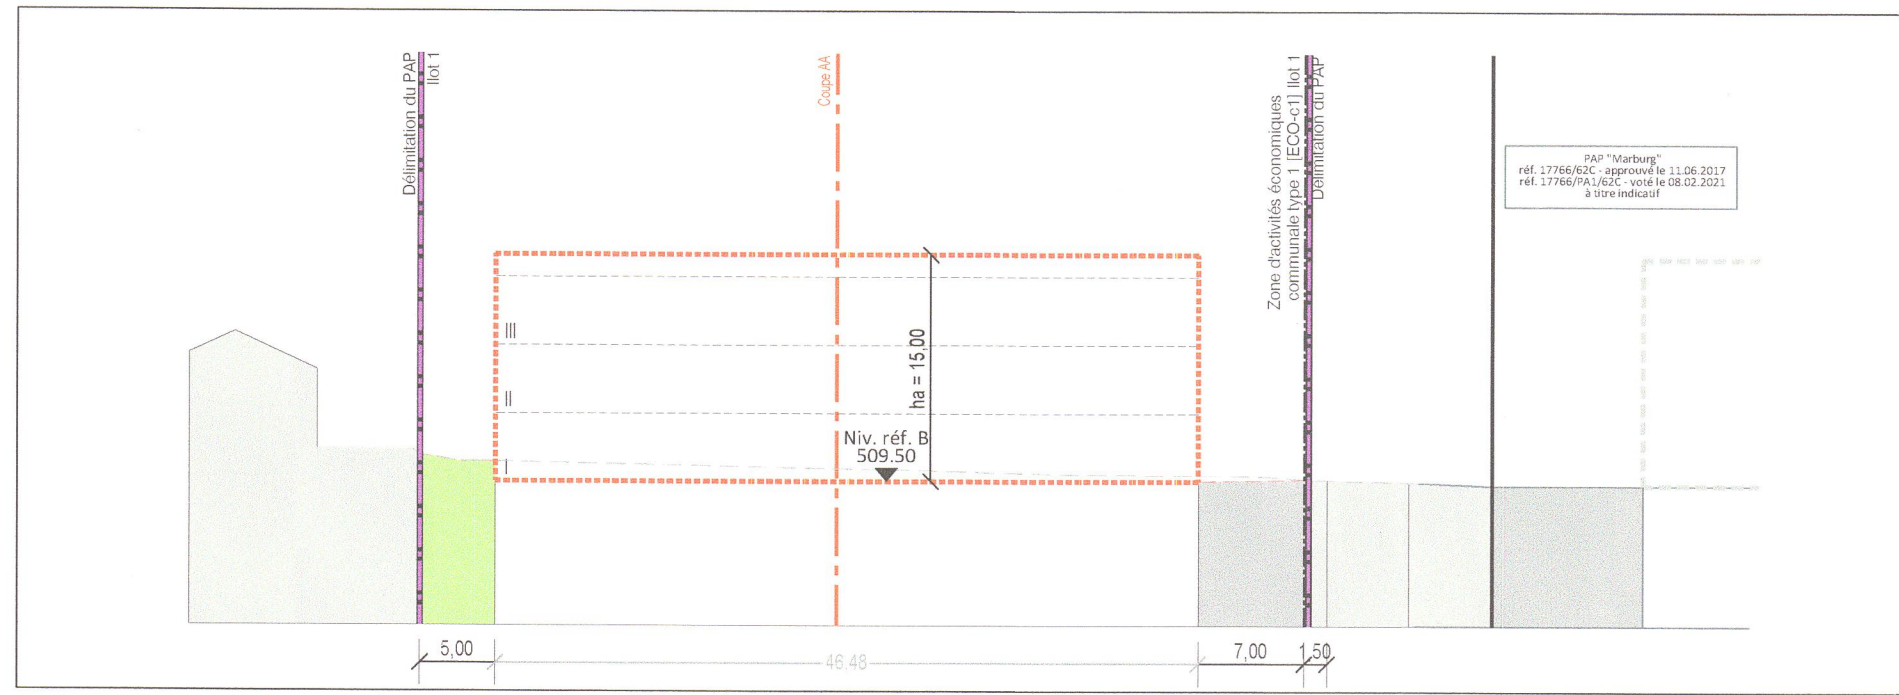 Délimitation du PAP
Ilot 1
Coupe AA
Zone d'activités économiques
communale type 1 [ECO-c1] Ilot 1
Délimitation du PAP
PAP "Marburg"
réf. 17766/62C - approuvé le 11.06.2017
réf. 17766/PA1/62C - voté le 08.02.2021
à titre indicatif
III
II
I
ha = 15,00
Niv. réf. B
509.50
5,00
46.48
7,00
1,50